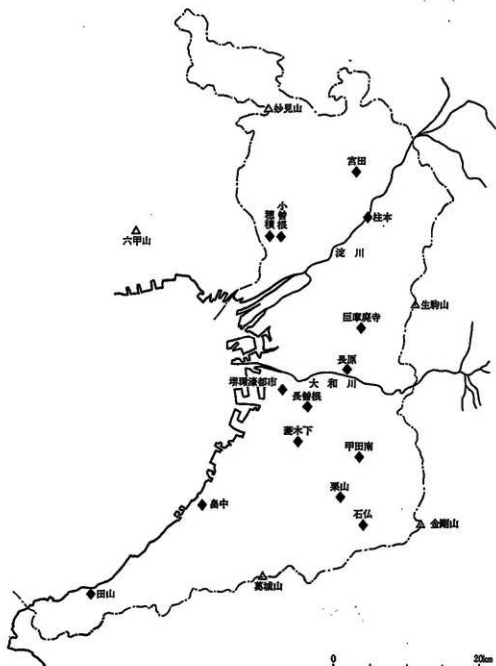 妙見山
宮田
柱本
小曽根
穂積
六甲山
淀川
生駒山
巨摩廃寺
長原
大和川
堺環濠都市
長曽根
菱木下
甲田南
栗山
畠中
石仏
金剛山
葛城山
田山
0 20km